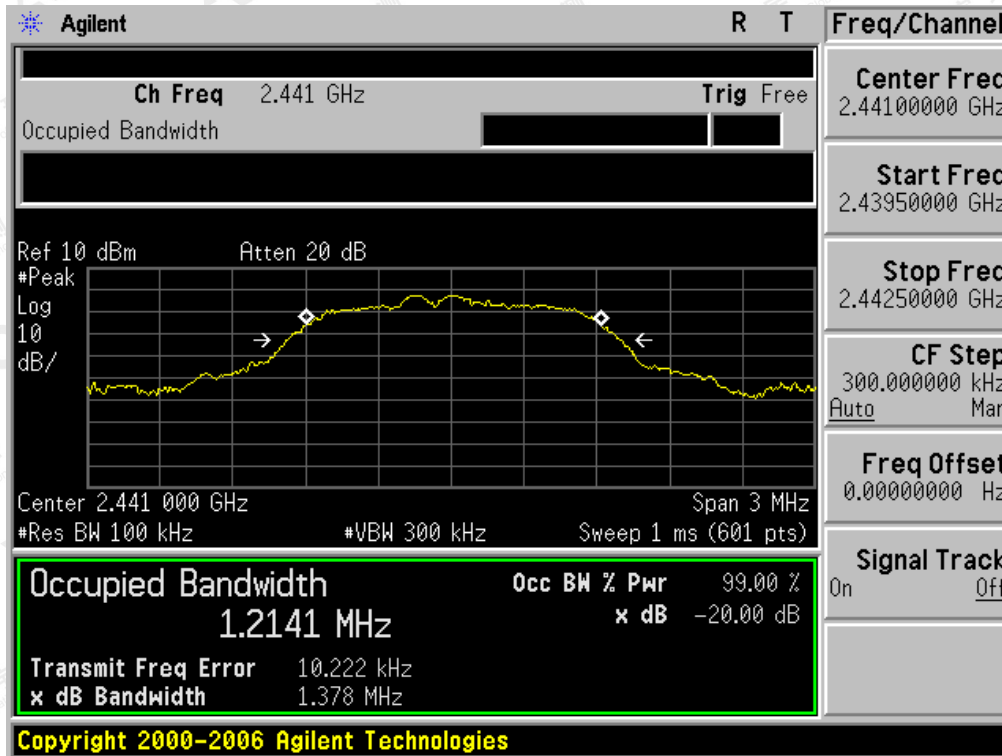 Agilent R T
Ch Freq 2.441 GHz Trig Free
Occupied Bandwidth
Ref 10 dBm Atten 20 dB
#Peak
Log
10
dB/
Center 2.441 000 GHz Span 3 MHz
#Res BW 100 kHz #VBW 300 kHz Sweep 1 ms (601 pts)
Occupied Bandwidth
1.2141 MHz
Occ BW % Pwr 99.00 %
x dB -20.00 dB
Transmit Freq Error 10.222 kHz
x dB Bandwidth 1.378 MHz
Copyright 2000-2006 Agilent Technologies
Freq/Channel
Center Freq
2.44100000 GHz
Start Freq
2.43950000 GHz
Stop Freq
2.44250000 GHz
CF Step
300.000000 kHz
Auto Man
Freq Offset
0.00000000 Hz
Signal Track
On Off